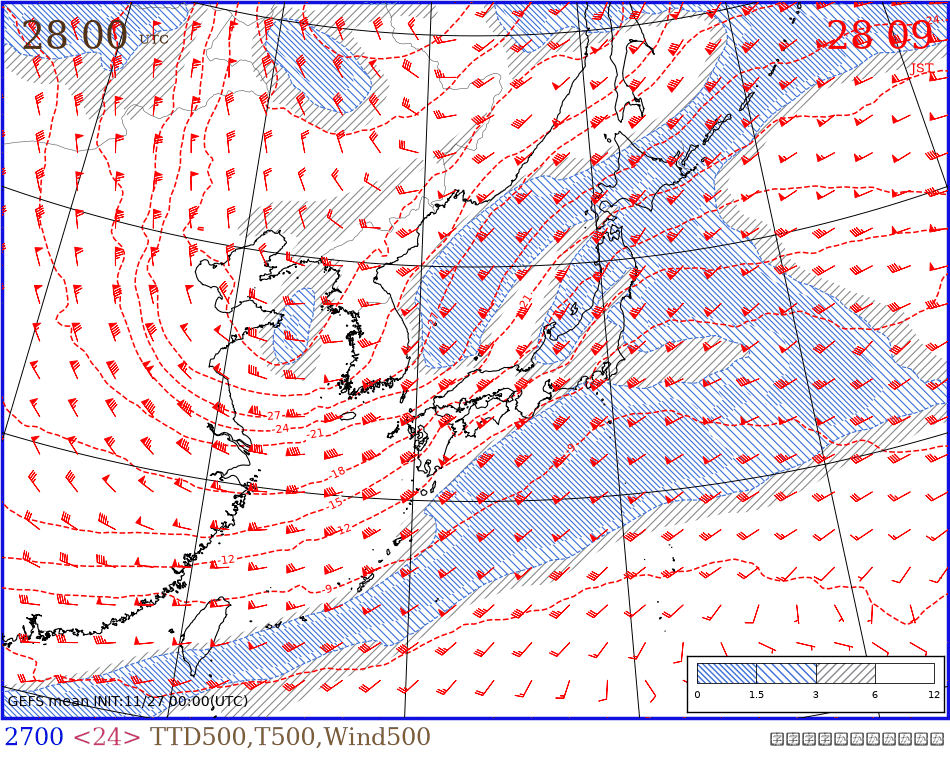 28 00 UTC
28 09 JST
-24
-21
-9
-27
-24
-21
-18
-15
-12
-12
-9
GEFS mean INIT:11/27 00:00(UTC)
0 1.5 3 6 12
2700 <24> TTD500,T500,Wind500